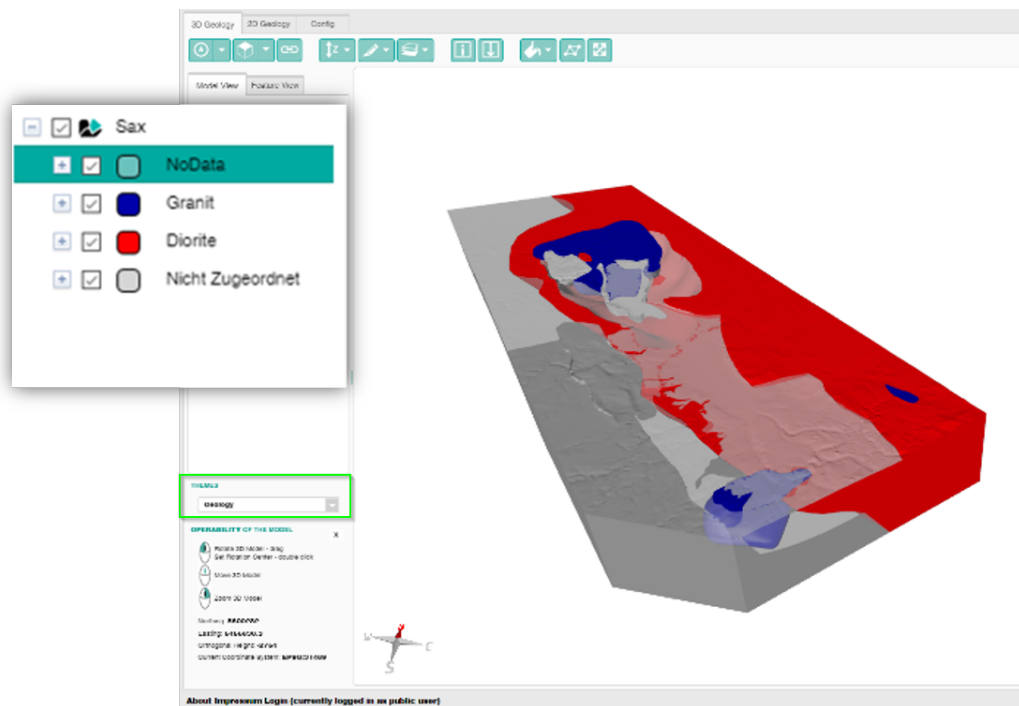 3D Geology 2D Geology Config
Model View Feature View
Sax
NoData
Granit
Diorite
Nicht Zugeordnet
THEMES
Geology
OPERABILITY OF THE MODEL
x
Rotate 3D Model - drag
Set Rotation Center - double click
Move 3D Model
Zoom 3D Model
Northing:
Easting:
Orthogonal Height
Current Coordinate System:
S
About Impressum Login (currently logged in as public user)